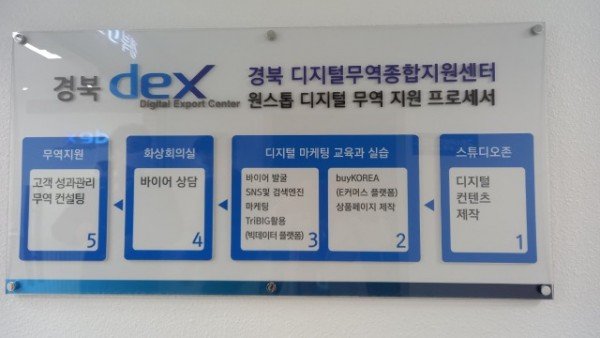 경북 dex
Digital Export Center
경북 디지털무역종합지원센터
원스톱 디지털 무역 지원 프로세서
무역지원
고객 성과관리
무역 컨설팅
5
화상회의실
바이어 상담
4
디지털 마케팅 교육과 실습
바이어 발굴
SNS및 검색엔진
마케팅
TriBIG활용
(빅데이터 플랫폼)
3
buyKOREA
(E커머스 플랫폼)
상품페이지 제작
2
스튜디오존
디지털
컨텐츠
제작
1